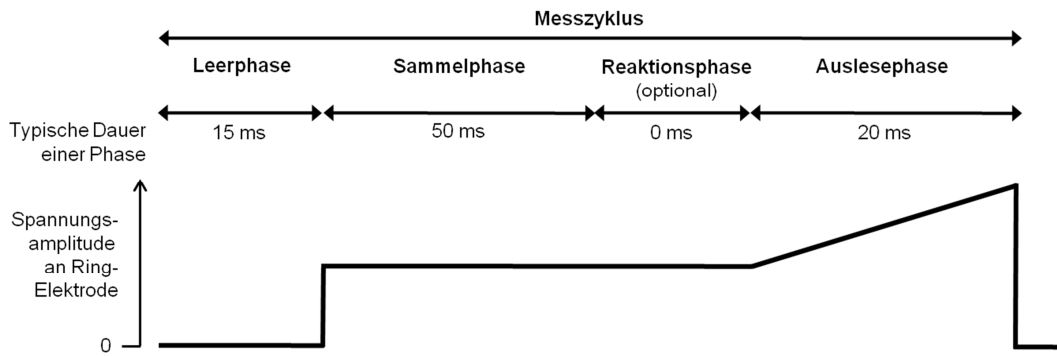 Messzyklus
Leerphase
Sammelphase
Reaktionsphase
(optional)
Auslesephase
Typische Dauer
einer Phase
15 ms
50 ms
0 ms
20 ms
Spannungs-
amplitude
an Ring-
Elektrode
0